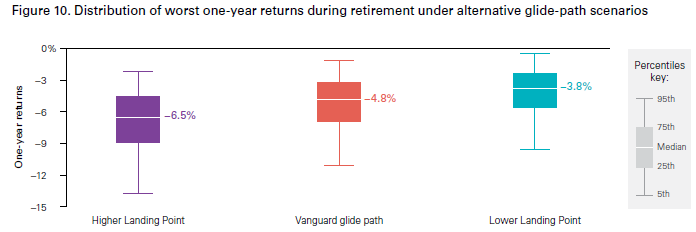 Figure 10. Distribution of worst one-year returns during retirement under alternative glide-path scenarios
0%
–3
–6
–9
–12
–15
One-year returns
–6.5%
–4.8%
–3.8%
Higher Landing Point
Vanguard glide path
Lower Landing Point
Percentiles
key:
95th
75th
Median
25th
5th